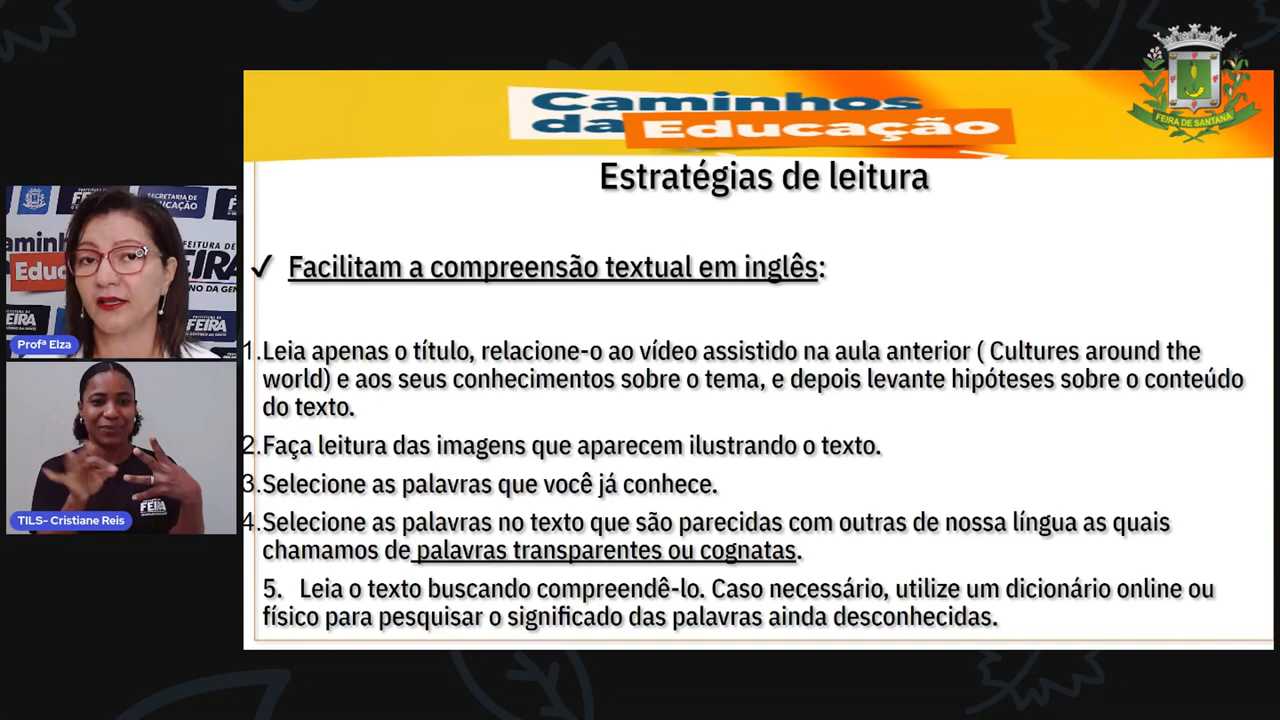 FEIRA DE SANTANA
Caminhos
da Educação
Estratégias de leitura
✓ Facilitam a compreensão textual em inglês:
1.Leia apenas o título, relacione-o ao vídeo assistido na aula anterior ( Cultures around the
world) e aos seus conhecimentos sobre o tema, e depois levante hipóteses sobre o conteúdo
do texto.
2.Faça leitura das imagens que aparecem ilustrando o texto.
3.Selecione as palavras que você já conhece.
4.Selecione as palavras no texto que são parecidas com outras de nossa língua as quais
chamamos de palavras transparentes ou cognatas.
5. Leia o texto buscando compreendê-lo. Caso necessário, utilize um dicionário online ou
físico para pesquisar o significado das palavras ainda desconhecidas.
SECRETARIA DE
EDUCAÇÃO
FEIRA
Profª Elza
FEIRA
TILS- Cristiane Reis